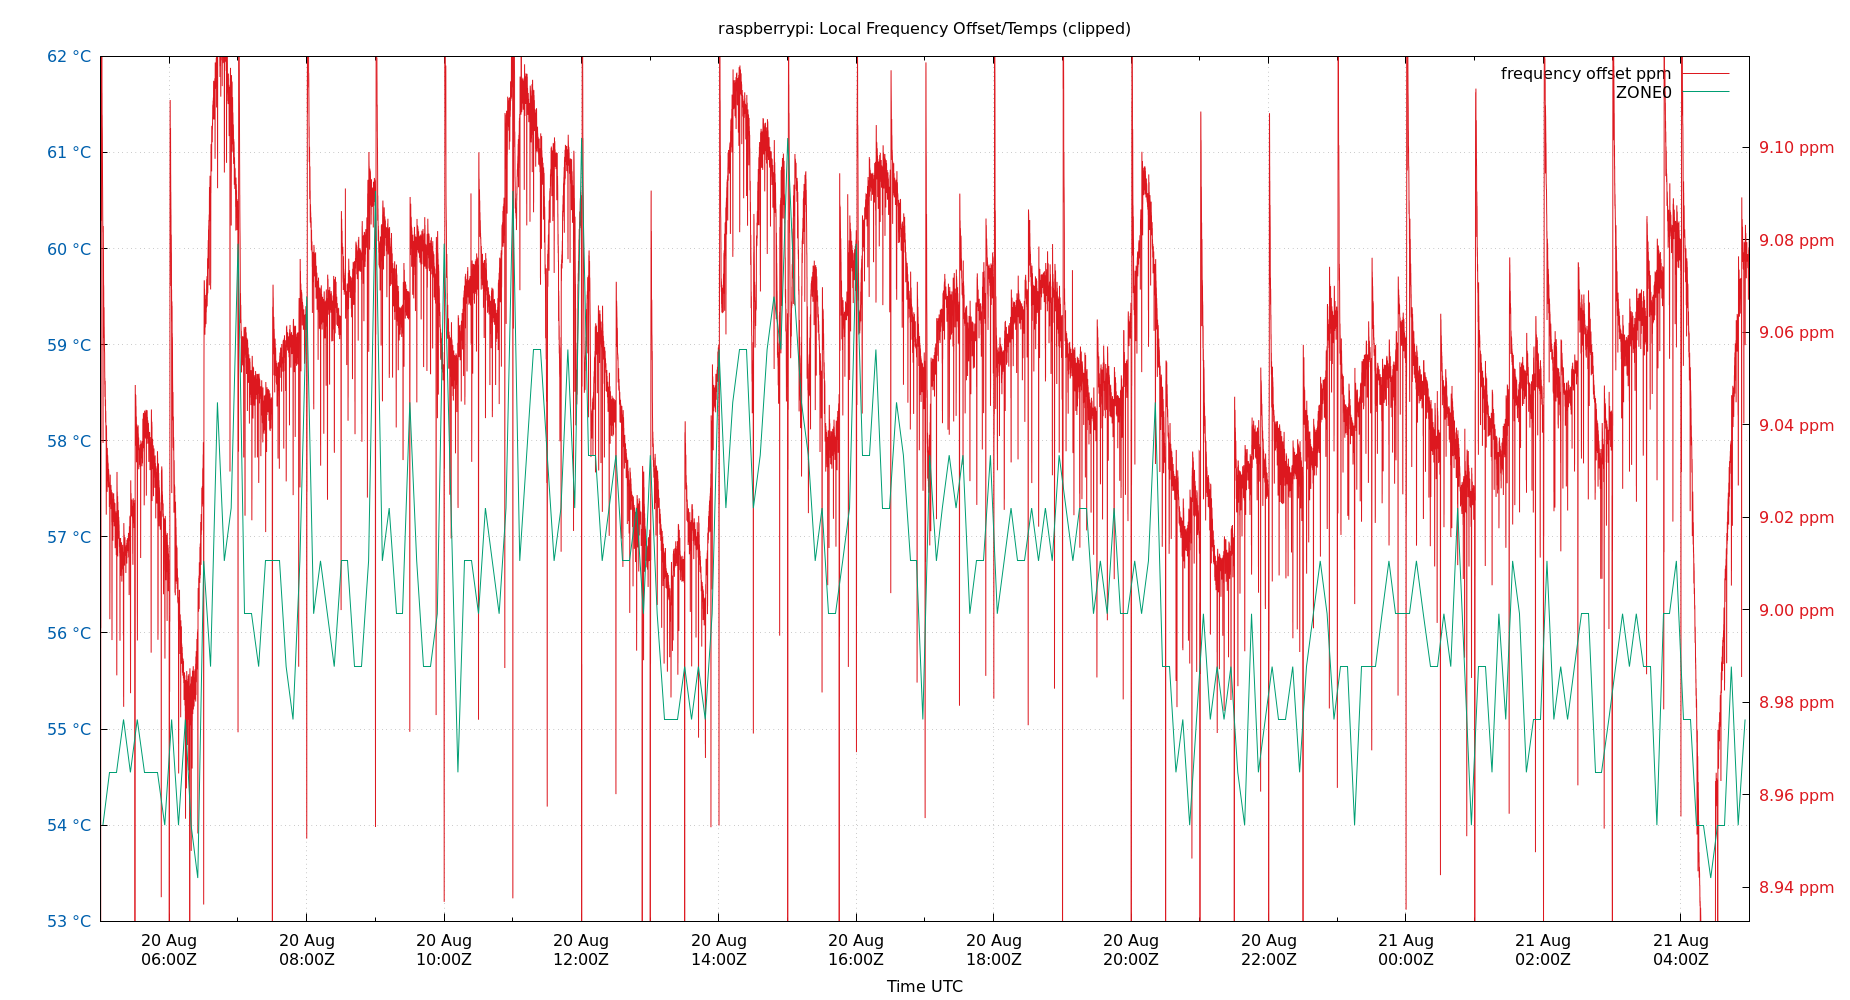 raspberrypi: Local Frequency Offset/Temps (clipped)
frequency offset ppm
ZONE0
62 °C
61 °C
60 °C
59 °C
58 °C
57 °C
56 °C
55 °C
54 °C
53 °C
9.10 ppm
9.08 ppm
9.06 ppm
9.04 ppm
9.02 ppm
9.00 ppm
8.98 ppm
8.96 ppm
8.94 ppm
20 Aug 20 Aug 20 Aug 20 Aug 20 Aug 20 Aug 20 Aug 20 Aug 20 Aug 21 Aug 21 Aug 21 Aug
06:00Z 08:00Z 10:00Z 12:00Z 14:00Z 16:00Z 18:00Z 20:00Z 22:00Z 00:00Z 02:00Z 04:00Z
Time UTC